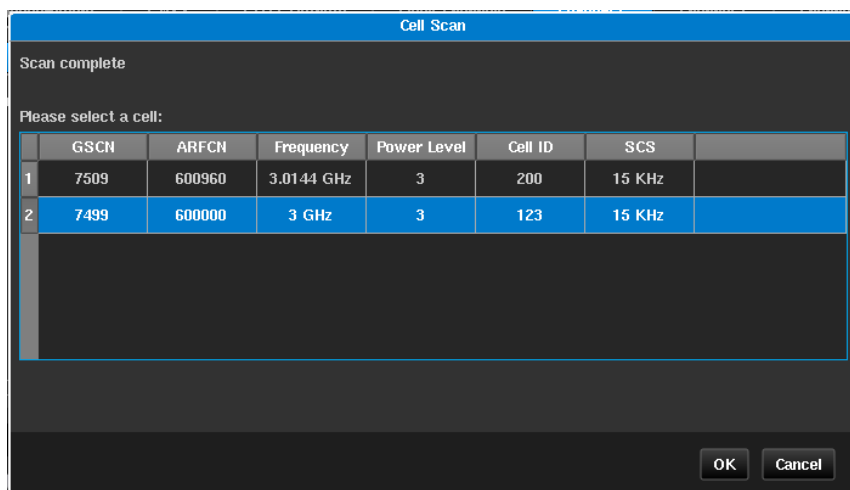 Cell Scan
Scan complete
Please select a cell:
GSCN ARFCN Frequency Power Level Cell ID SCS
1 7509 600960 3.0144 GHz 3 200 15 KHz
2 7499 600000 3 GHz 3 123 15 KHz
OK Cancel